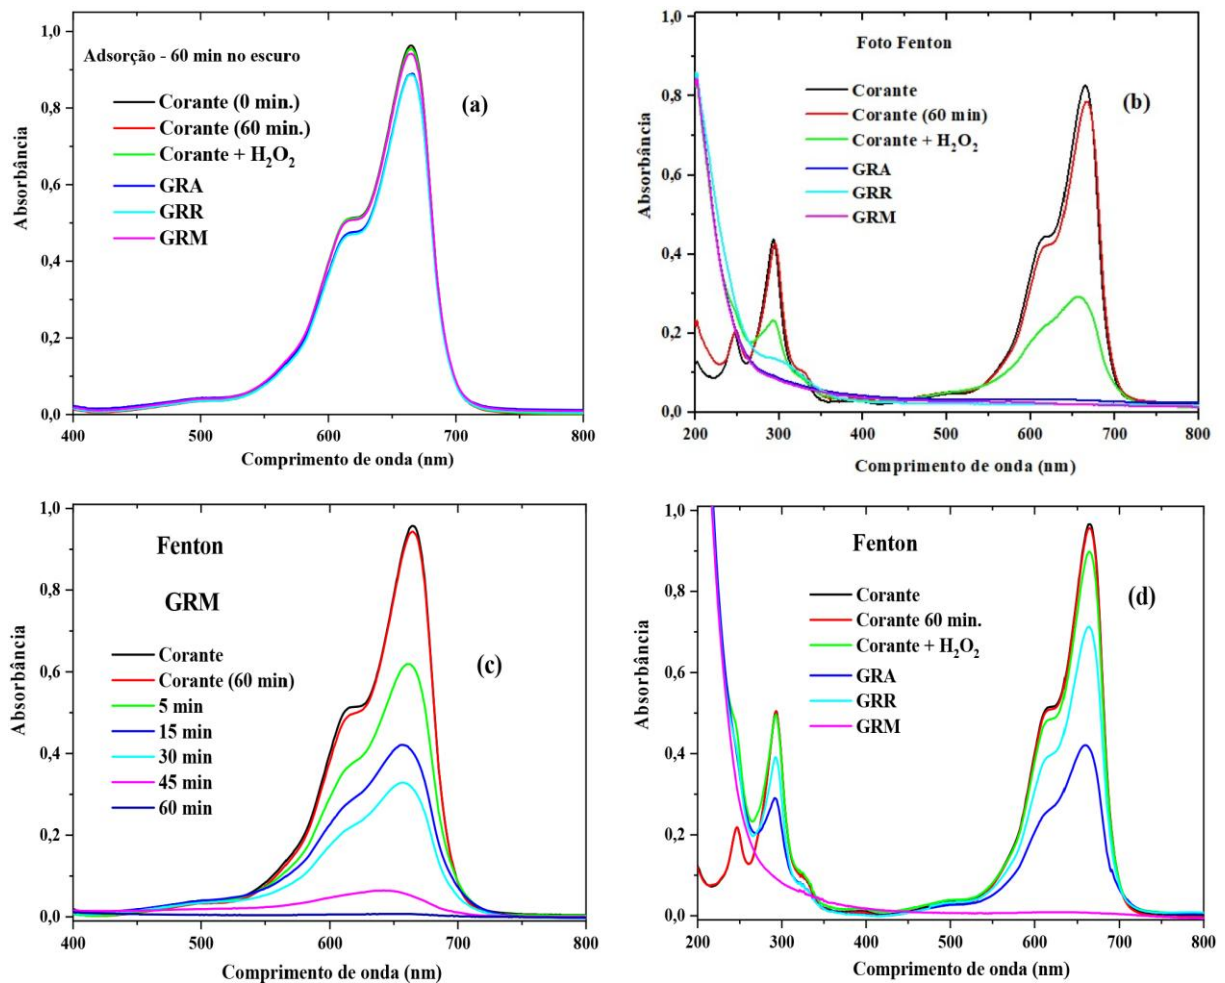 Adsorção - 60 min no escuro
Corante (0 min.)
Corante (60 min.)
Corante + H₂O₂
GRA
GRR
GRM
(a)
Absorbância
1,0
0,8
0,6
0,4
0,2
0,0
400
500
600
700
800
Comprimento de onda (nm)
Foto Fenton
Corante
Corante (60 min)
Corante + H₂O₂
GRA
GRR
GRM
(b)
Absorbância
1,0
0,8
0,6
0,4
0,2
0,0
200
300
400
500
600
700
800
Comprimento de onda (nm)
Fenton
GRM
Corante
Corante (60 min)
5 min
15 min
30 min
45 min
60 min
(c)
Absorbância
1,0
0,8
0,6
0,4
0,2
0,0
400
500
600
700
800
Comprimento de onda (nm)
Fenton
Corante
Corante 60 min.
Corante + H₂O₂
GRA
GRR
GRM
(d)
Absorbância
1,0
0,8
0,6
0,4
0,2
0,0
200
300
400
500
600
700
800
Comprimento de onda (nm)